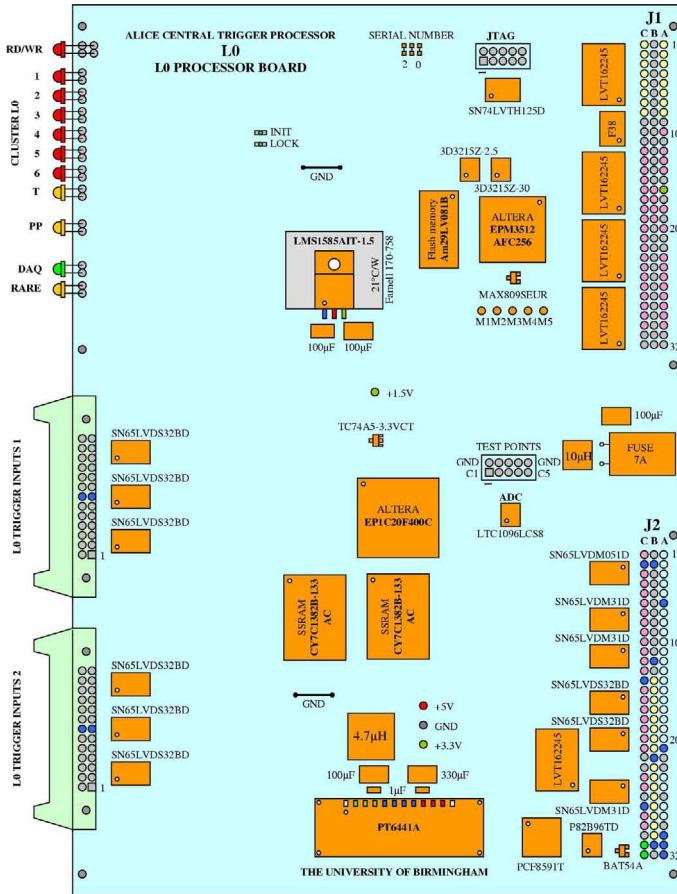 ALICE CENTRAL TRIGGER PROCESSOR
L0
L0 PROCESSOR BOARD
SERIAL NUMBER
2 0
JTAG
1
SN74LVTH125D
J1
C B A
1
10
20
32
RD/WR
1
2
3
4
5
6
T
CLUSTER L0
PP
DAQ
RARE
INIT
LOCK
GND
LVT162245
F38
LVT162245
LVT162245
LVT162245
3D3215Z-2.5
3D3215Z-30
Flash memory
Am29LV081B
ALTERA
EPM3512
AFC256
MAX809SEUR
M1M2M3M4M5
LMS1585AIT-1.5
21°C/W
Farnell 170-758
100µF
100µF
+1.5V
TC74A5-3.3VCT
100µF
FUSE
7A
10µH
TEST POINTS
GND
GND
C1
C5
1
ADC
LTC1096LCS8
L0 TRIGGER INPUTS 1
SN65LVDS32BD
SN65LVDS32BD
SN65LVDS32BD
1
ALTERA
EP1C20F400C
SSRAM
CY7C1382B-133
AC
SSRAM
CY7C1382B-133
AC
J2
C B A
1
10
20
32
SN65LVDM051D
SN65LVDM31D
SN65LVDM31D
SN65LVDS32BD
SN65LVDS32BD
LVT162245
SN65LVDM31D
L0 TRIGGER INPUTS 2
SN65LVDS32BD
SN65LVDS32BD
SN65LVDS32BD
1
GND
+5V
GND
+3.3V
4.7µH
100µF
330µF
1µF
PT6441A
PCF8591T
P82B96TD
BAT54A
THE UNIVERSITY OF BIRMINGHAM